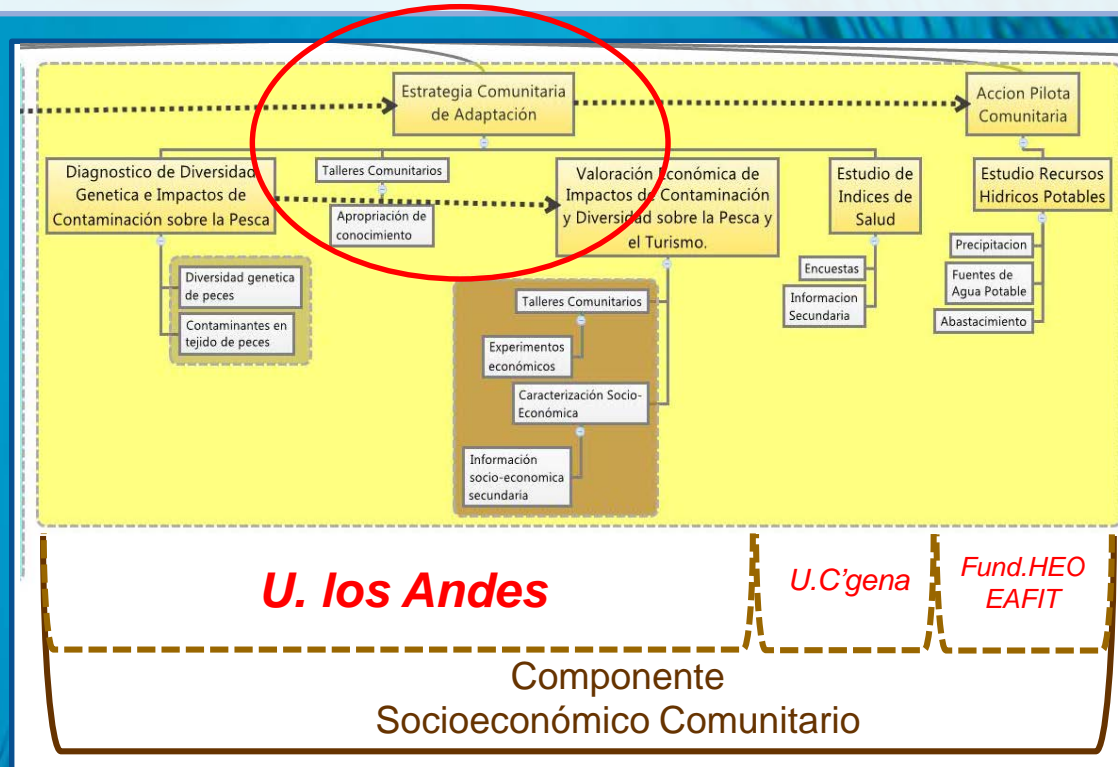 Estrategia Comunitaria
de Adaptación
Accion Pilota
Comunitaria
Diagnostico de Diversidad
Genetica e Impactos de
Contaminación sobre la Pesca
Talleres Comunitarios
Apropriación de
conocimiento
Valoración Económica de
Impactos de Contaminación
y Diversidad sobre la Pesca y
el Turismo.
Estudio de
Indices de
Salud
Estudio Recursos
Hidricos Potables
Diversidad genetica
de peces
Contaminantes en
tejido de peces
Talleres Comunitarios
Experimentos
económicos
Caracterización Socio-
Económica
Información
socio-economica
secundaria
Encuestas
Informacion
Secundaria
Precipitacion
Fuentes de
Agua Potable
Abastacimiento
U. los Andes
U.C’gena
Fund.HEO
EAFIT
Componente
Socioeconómico Comunitario